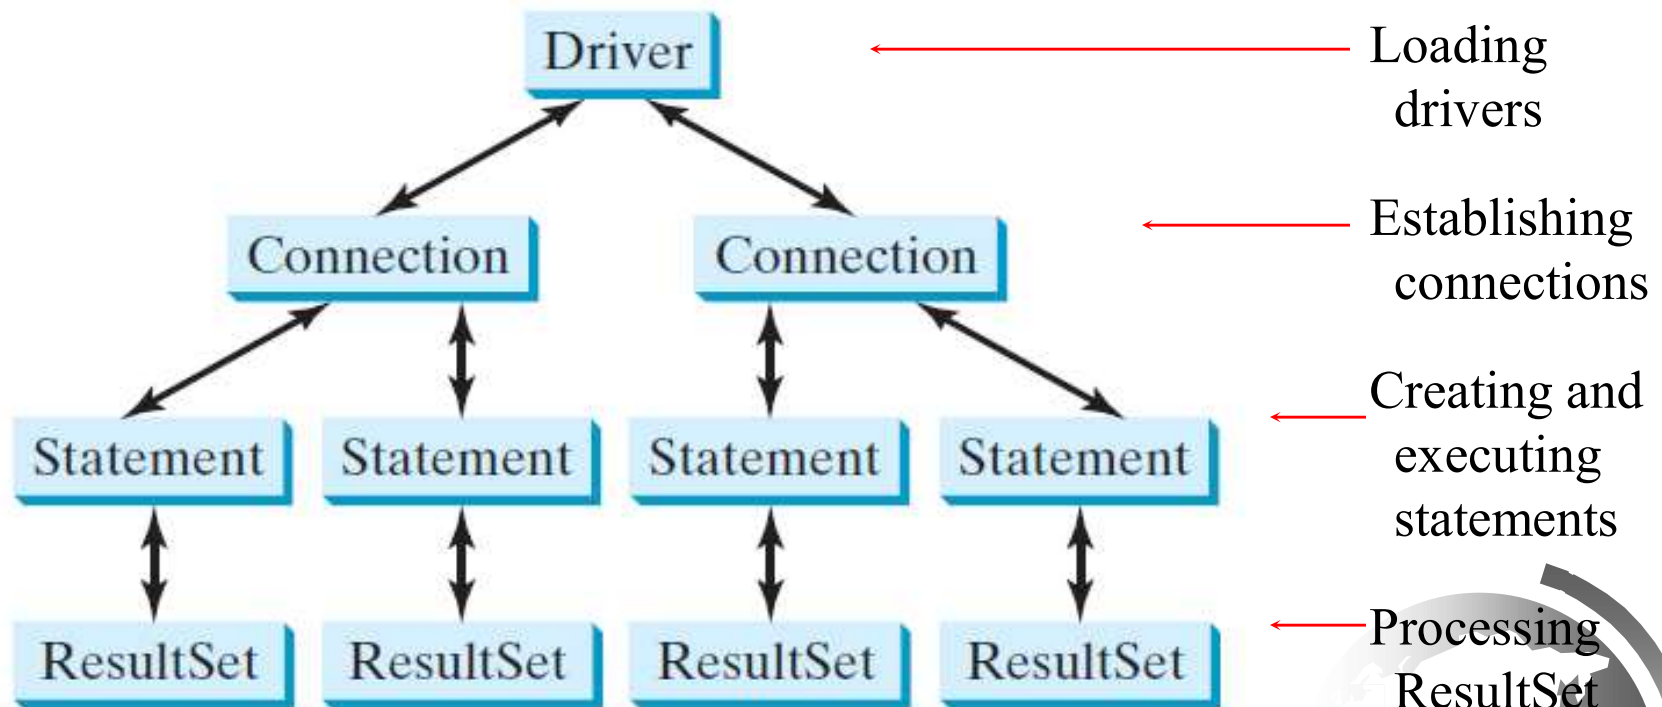 Driver
Loading
drivers
Connection
Connection
Establishing
connections
Statement
Statement
Statement
Statement
Creating and
executing
statements
ResultSet
ResultSet
ResultSet
ResultSet
Processing
ResultSet